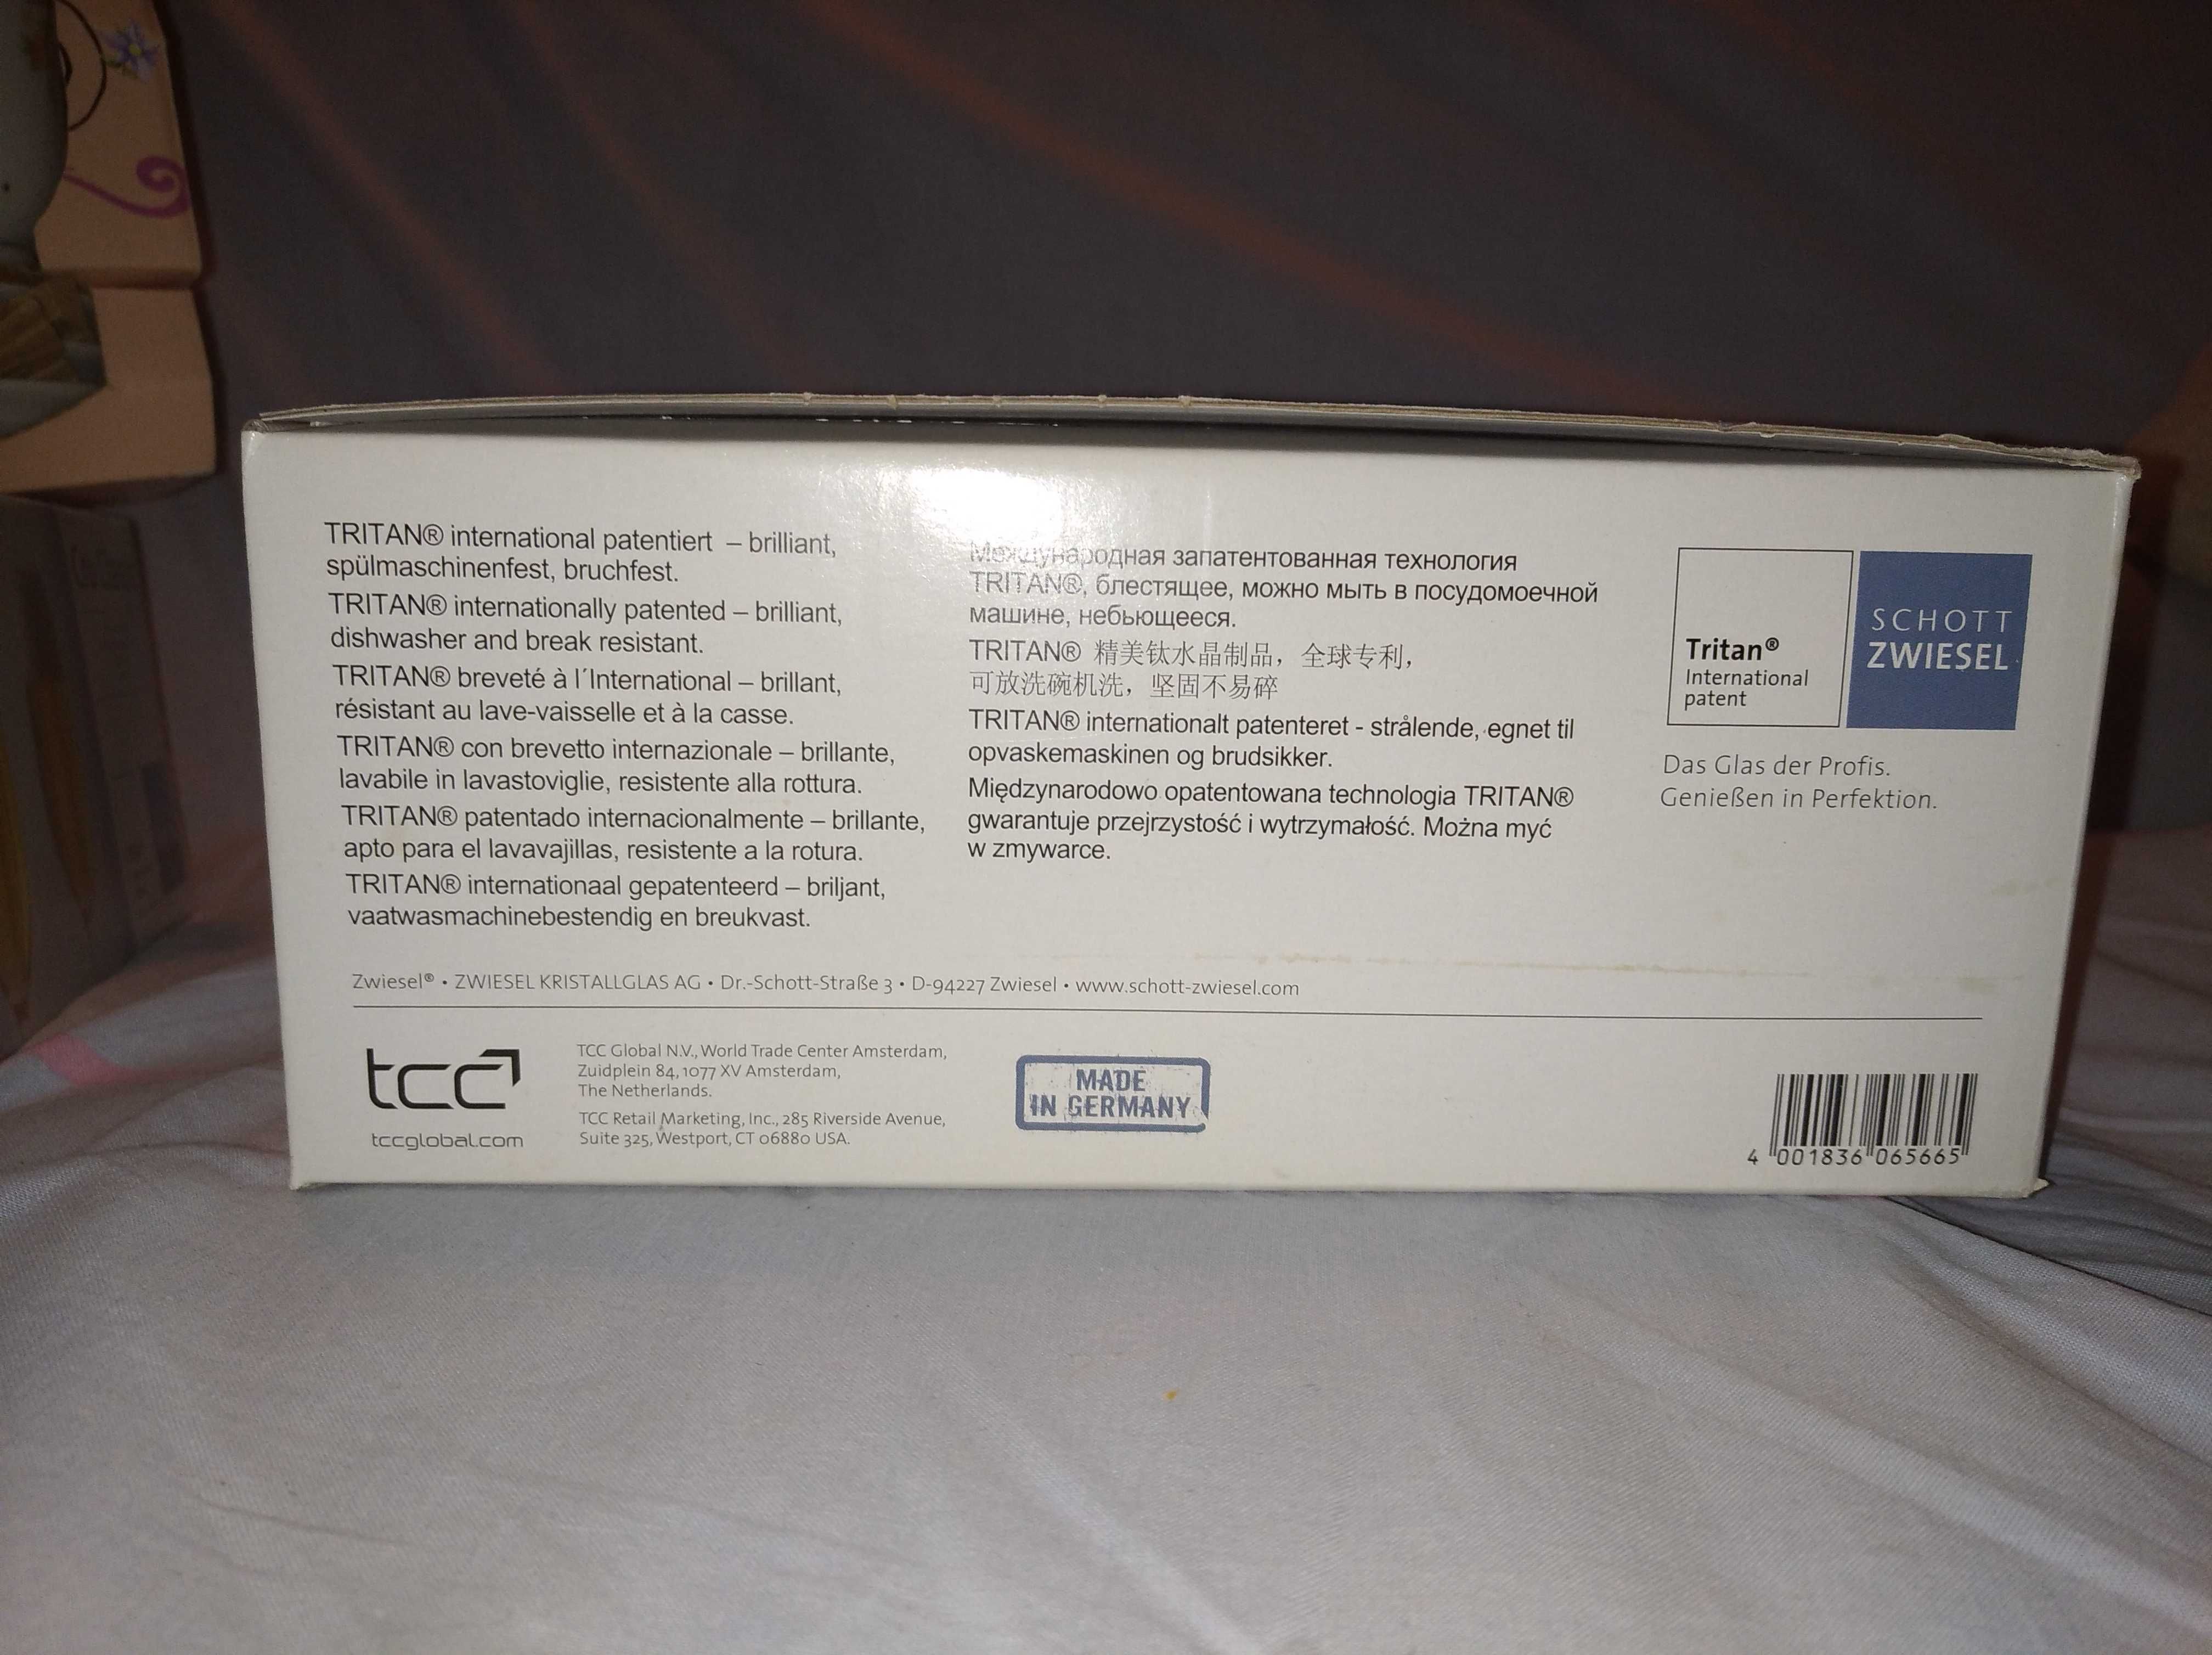 TRITAN® international patentiert – brilliant,
spülmaschinenfest, bruchfest.
TRITAN® internationally patented – brilliant,
dishwasher and break resistant.
TRITAN® breveté à l´International – brillant,
résistant au lave-vaisselle et à la casse.
TRITAN® con brevetto internazionale – brillante,
lavabile in lavastoviglie, resistente alla rottura.
TRITAN® patentado internacionalmente – brillante,
apto para el lavavajillas, resistente a la rotura.
TRITAN® internationaal gepatenteerd – briljant,
vaatwasmachinebestendig en breukvast.
Международная запатентованная технология
TRITAN®, блестящее, можно мыть в посудомоечной
машине, небьющееся.
TRITAN® 精美钛水晶制品，全球专利，
可放洗碗机洗，坚固不易碎
TRITAN® internationalt patenteret - strålende, egnet til
opvaskemaskinen og brudsikker.
Międzynarodowo opatentowana technologia TRITAN®
gwarantuje przejrzystość i wytrzymałość. Można myć
w zmywarce.
Tritan®
International
patent
SCHOTT
ZWIESEL
Das Glas der Profis.
Genießen in Perfektion.
Zwiesel® • ZWIESEL KRISTALLGLAS AG • Dr.-Schott-Straße 3 • D-94227 Zwiesel • www.schott-zwiesel.com
tcc
tccglobal.com
TCC Global N.V., World Trade Center Amsterdam,
Zuidplein 84, 1077 XV Amsterdam,
The Netherlands.
TCC Retail Marketing, Inc., 285 Riverside Avenue,
Suite 325, Westport, CT 06880 USA.
MADE
IN GERMANY
4 001836 065665